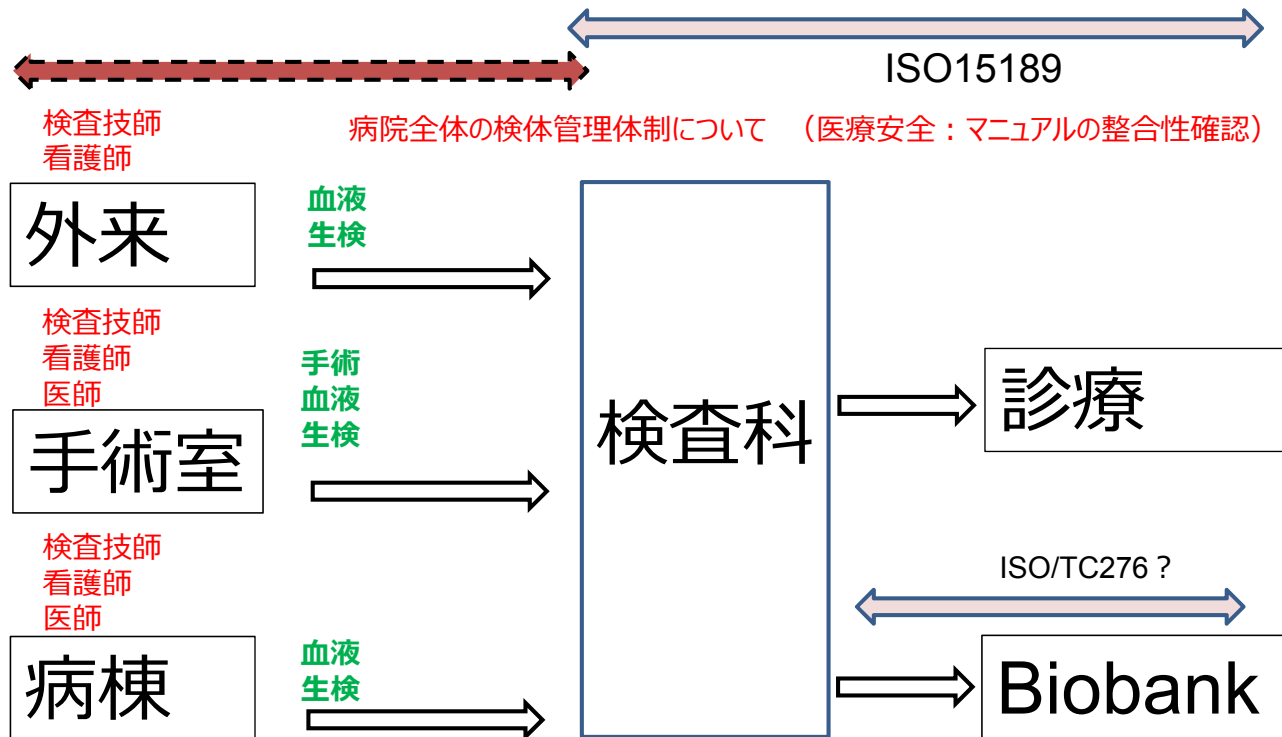 ISO15189
病院全体の検体管理体制について （医療安全：マニュアルの整合性確認）
検査技師
看護師
外来
血液
生検
検査技師
看護師
医師
手術室
手術
血液
生検
検査科
診療
検査技師
看護師
医師
病棟
血液
生検
ISO/TC276？
Biobank